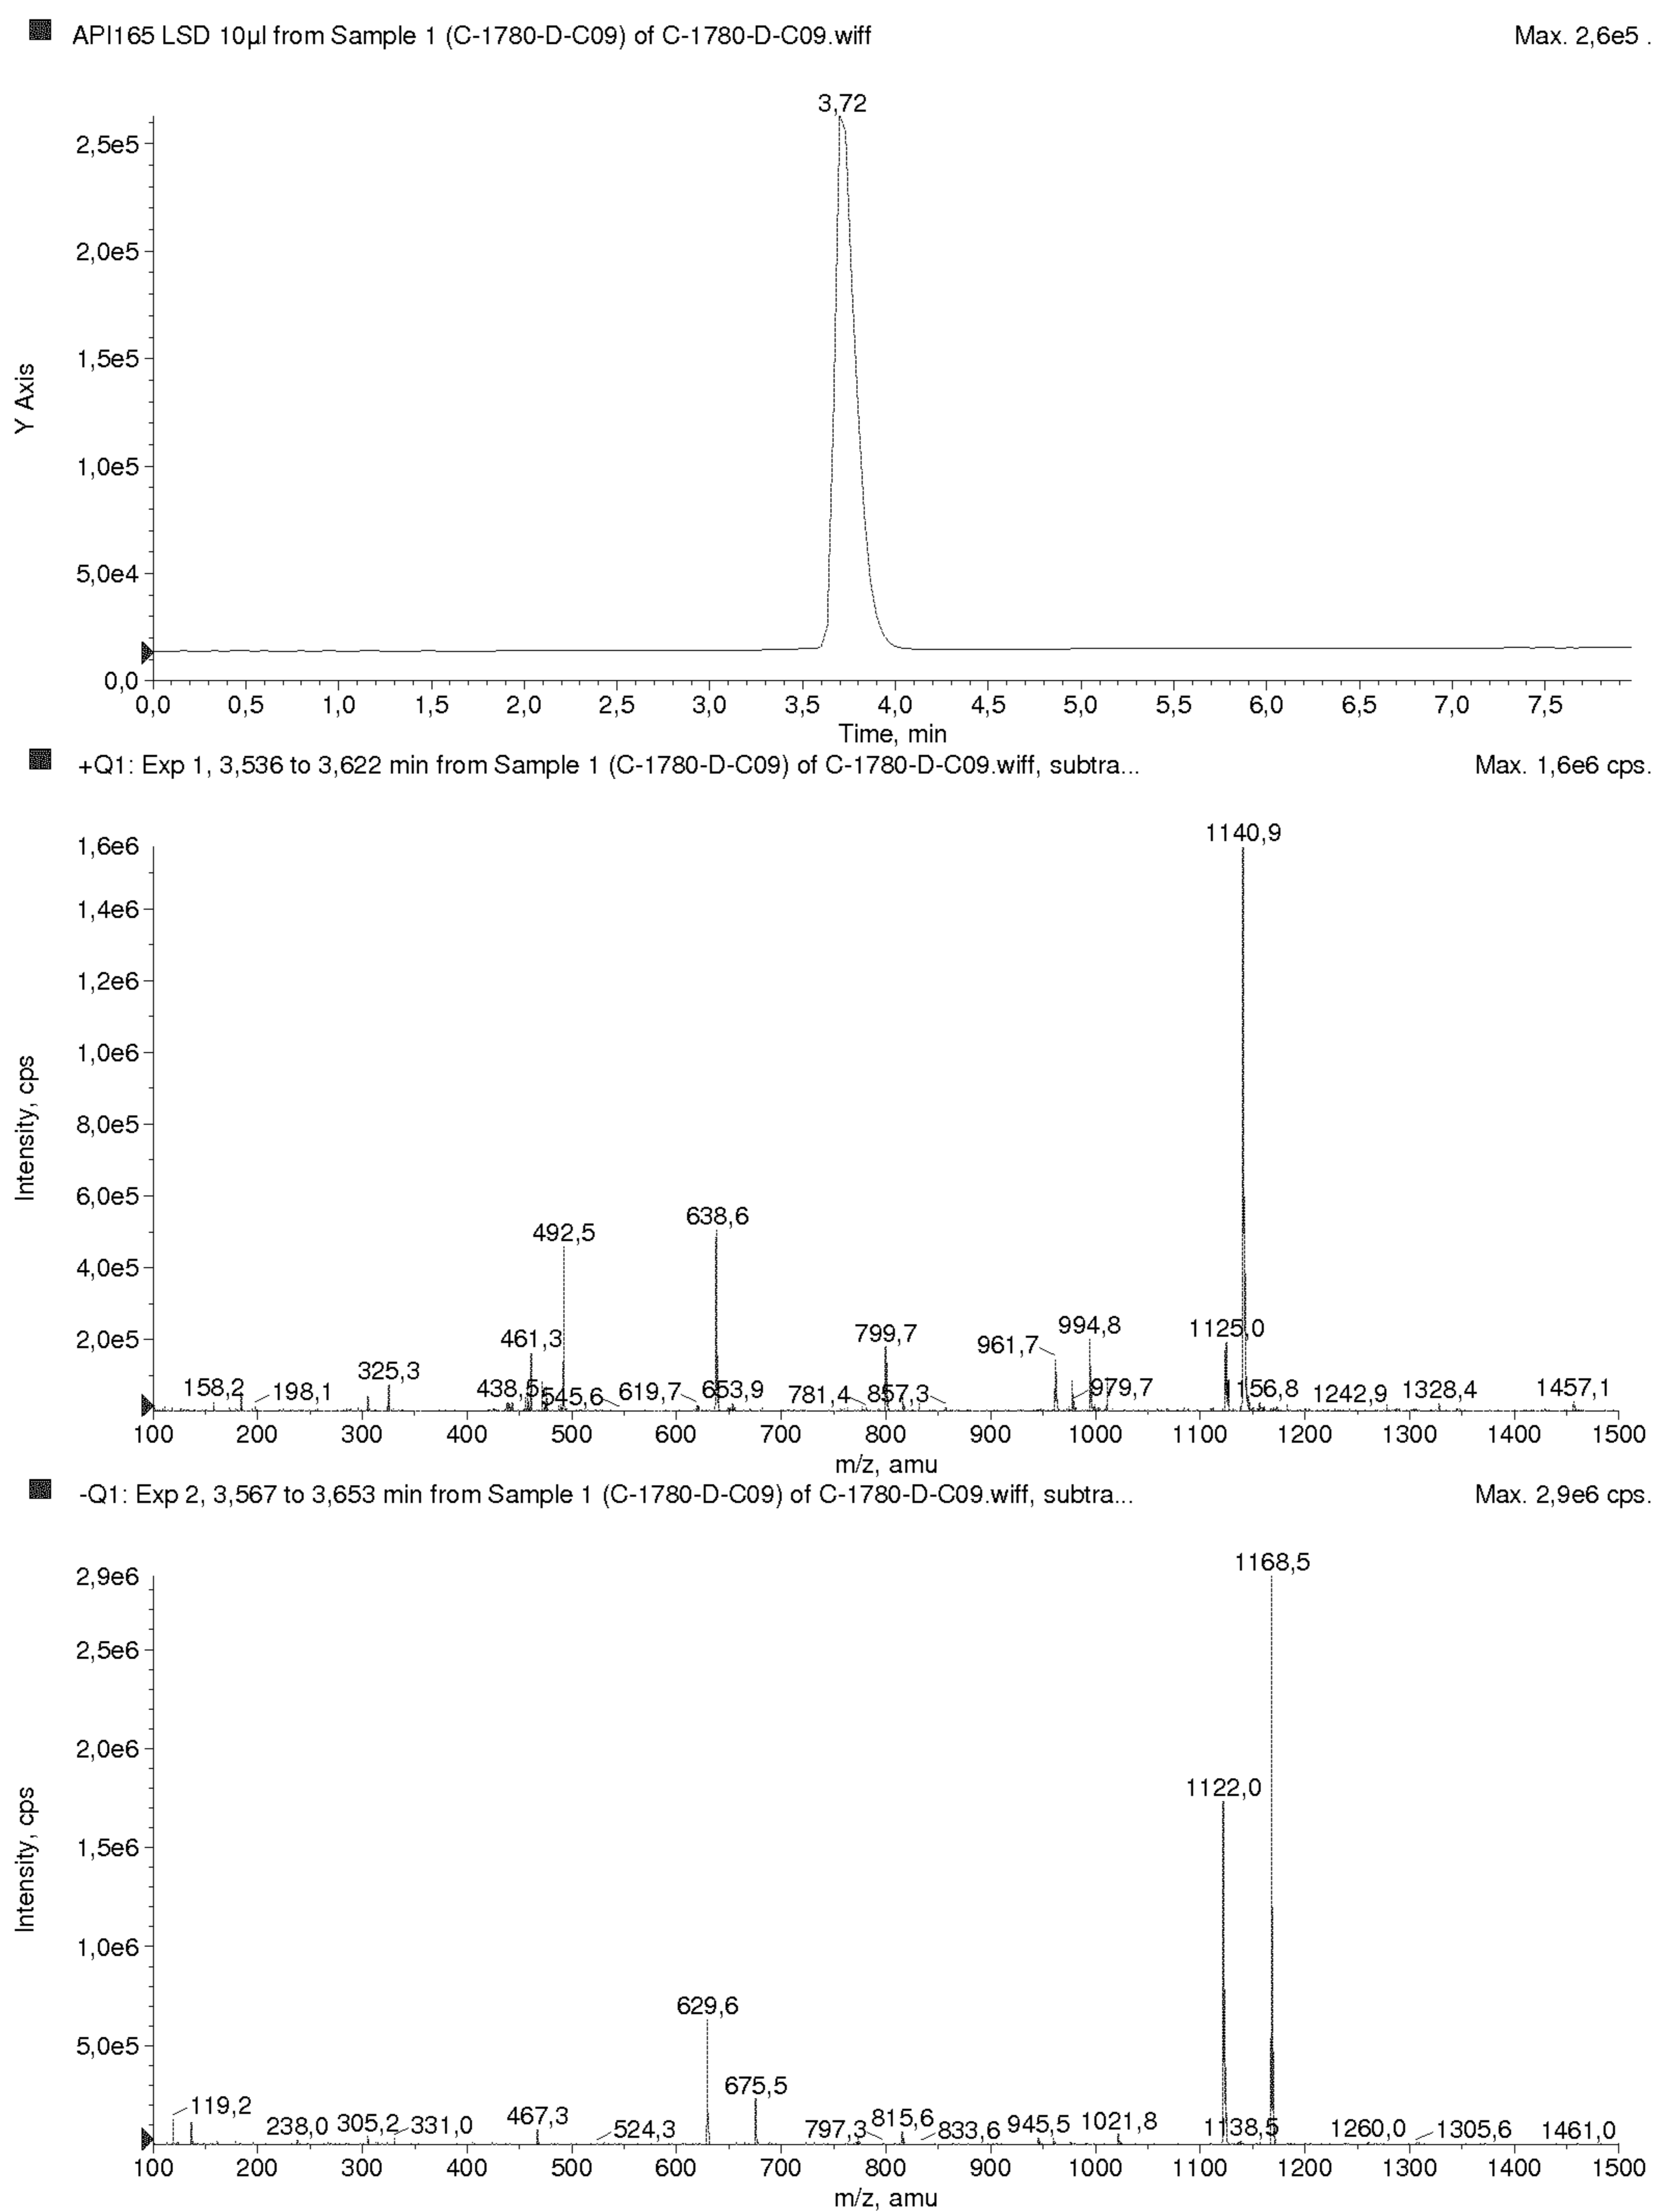 API165 LSD 10µl from Sample 1 (C-1780-D-C09) of C-1780-D-C09.wiff Max. 2,6e5 .
3,72
2,5e5
2,0e5
1,5e5
1,0e5
5,0e4
0,0
Y Axis
0,0 0,5 1,0 1,5 2,0 2,5 3,0 3,5 4,0 4,5 5,0 5,5 6,0 6,5 7,0 7,5
Time, min
+Q1: Exp 1, 3,536 to 3,622 min from Sample 1 (C-1780-D-C09) of C-1780-D-C09.wiff, subtra... Max. 1,6e6 cps.
1140,9
1,6e6
1,4e6
1,2e6
1,0e6
8,0e5
6,0e5
4,0e5
2,0e5
Intensity, cps
638,6
492,5
461,3 799,7 961,7 994,8 1125,0
325,3
158,2 198,1 438,5 545,6 619,7 653,9 781,4 857,3 979,7 156,8 1242,9 1328,4 1457,1
100 200 300 400 500 600 700 800 900 1000 1100 1200 1300 1400 1500
m/z, amu
-Q1: Exp 2, 3,567 to 3,653 min from Sample 1 (C-1780-D-C09) of C-1780-D-C09.wiff, subtra... Max. 2,9e6 cps.
1168,5
2,9e6
2,5e6
2,0e6
1,5e6
1,0e6
5,0e5
Intensity, cps
1122,0
629,6
675,5
119,2 238,0 305,2 331,0 467,3 524,3 797,3 815,6 833,6 945,5 1021,8 1138,5 1260,0 1305,6 1461,0
100 200 300 400 500 600 700 800 900 1000 1100 1200 1300 1400 1500
m/z, amu